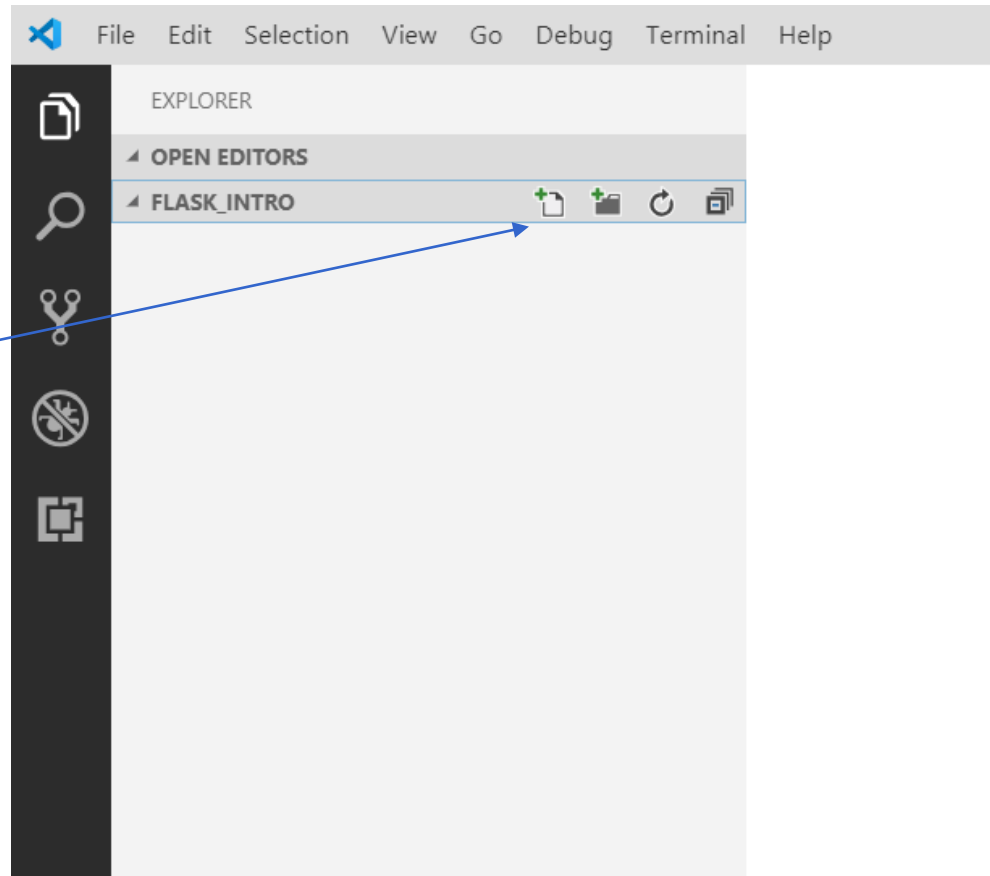 File Edit Selection View Go Debug Terminal Help
EXPLORER
OPEN EDITORS
FLASK_INTRO